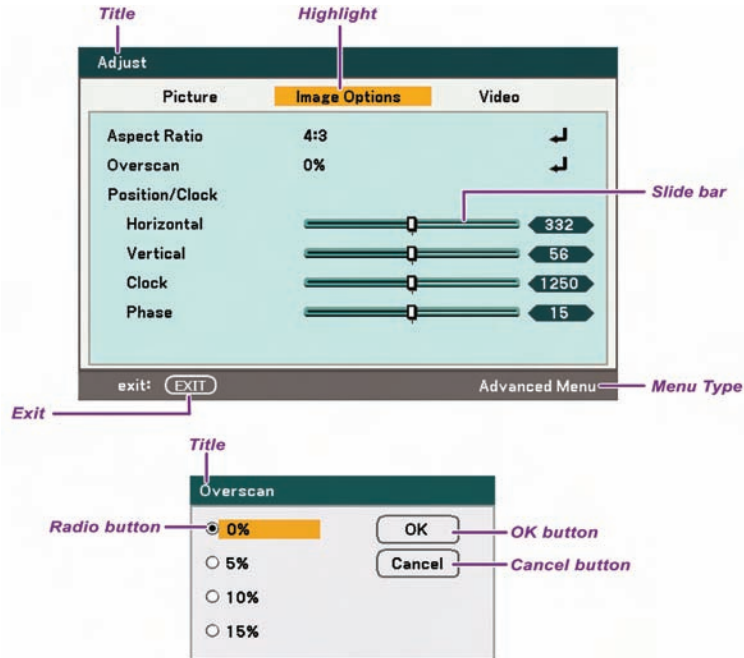 Title Highlight
Adjust
Picture Image Options Video
Aspect Ratio 4:3
Overscan 0%
Position/Clock
Slide bar
Horizontal 332
Vertical 56
Clock 1250
Phase 15
exit: EXIT Advanced Menu
Menu Type
Exit
Title
Overscan
Radio button 0% OK OK button
5% Cancel Cancel button
10%
15%